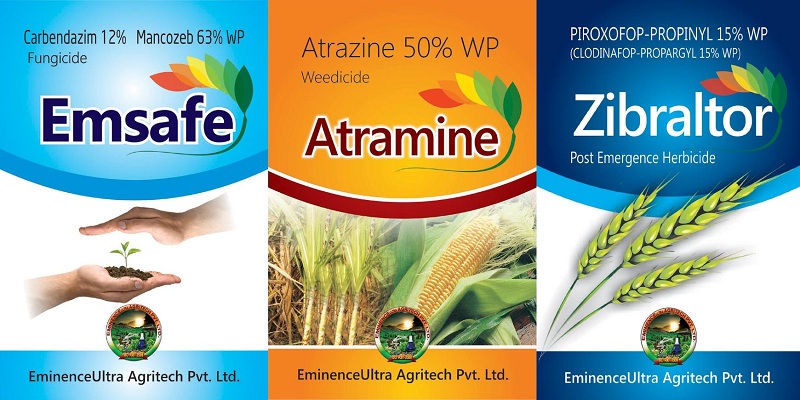 Carbendazim 12% Mancozeb 63% WP
Fungicide
Emsafe
EminenceUltra Agritech Pvt. Ltd.
Atrazine 50% WP
Weedicide
Atramine
EminenceUltra Agritech Pvt. Ltd.
PIROXOFOP-PROPINYL 15% WP
(CLODINAFOP-PROPARGYL 15% WP)
Zibraltor
Post Emergence Herbicide
EminenceUltra Agritech Pvt. Ltd.